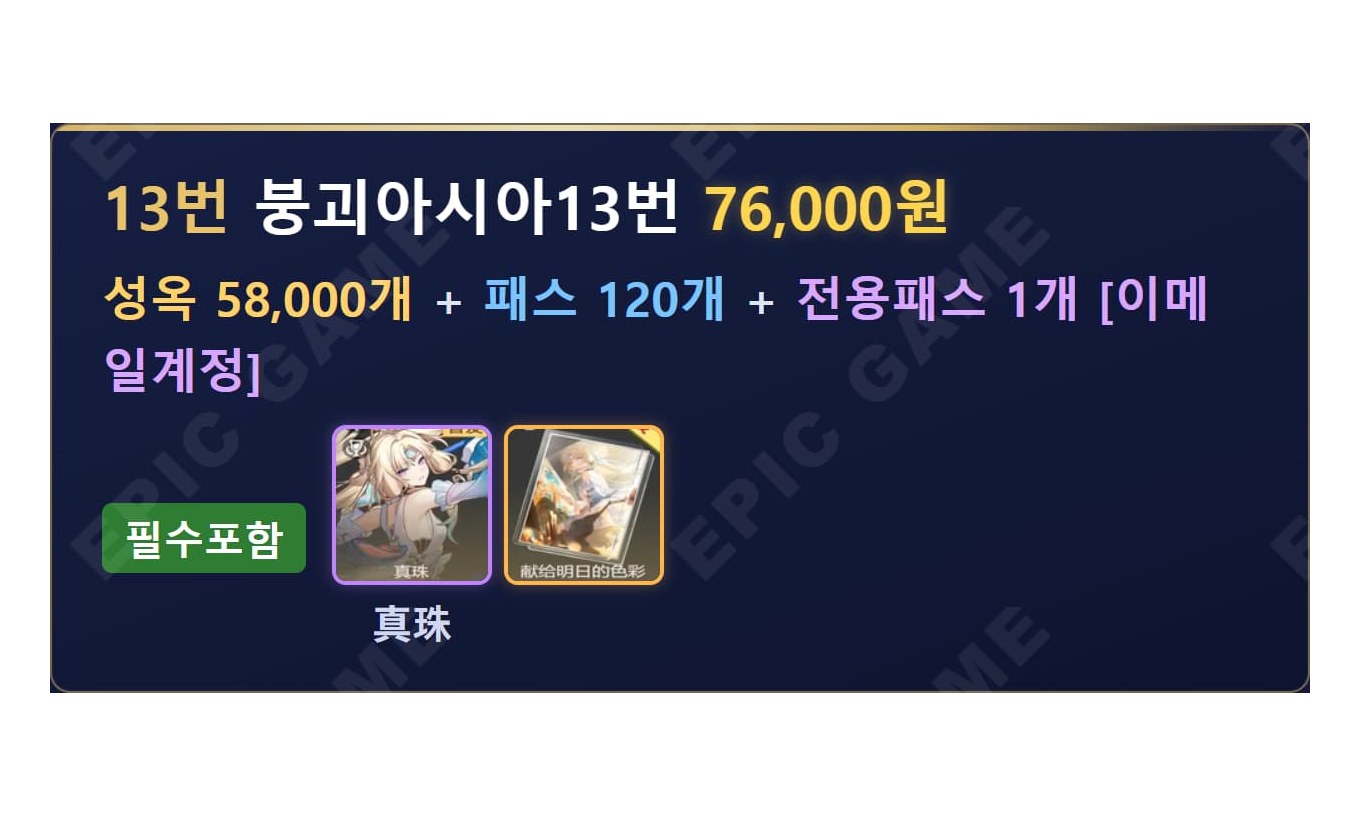 13번 붕괴아시아13번 76,000원
성옥 58,000개 + 패스 120개 + 전용패스 1개 [이메
일계정]
필수포함
真珠
献给明日的色彩
真珠
EPIC GAME
EPIC GAME